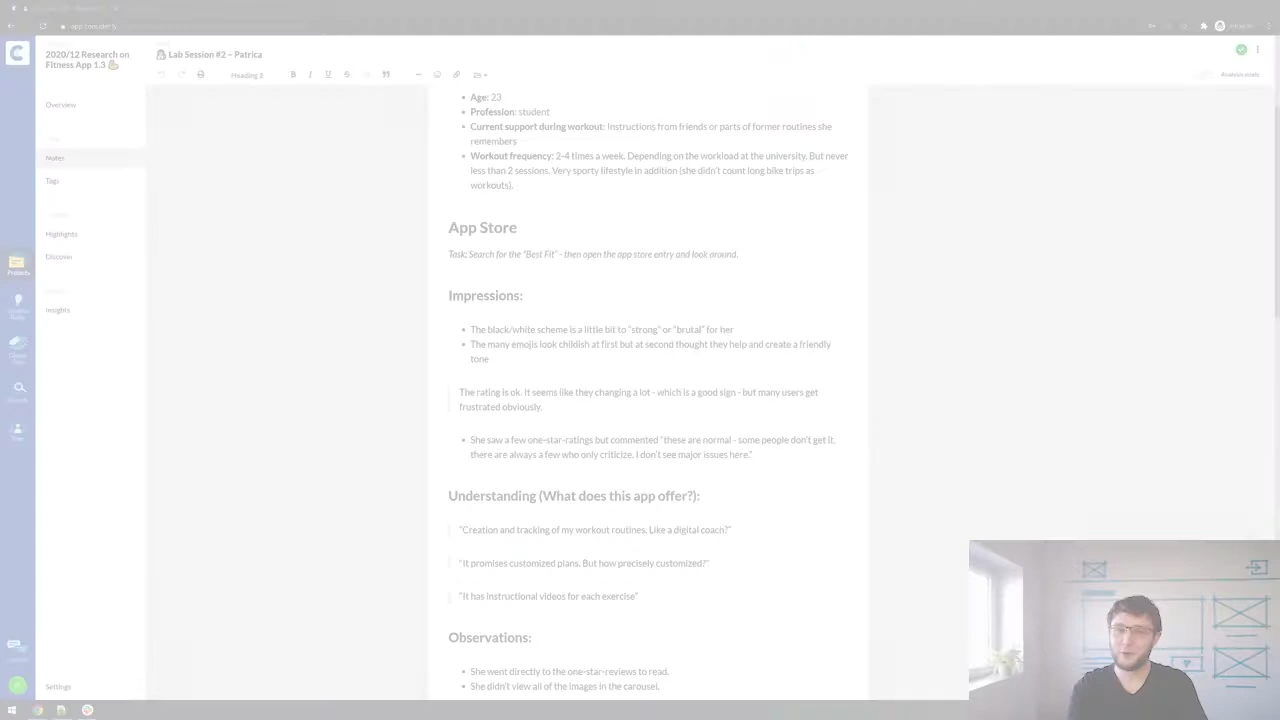 app.consider.ly
2020/12 Research on
Fitness App 1.3
Lab Session #2 – Patrica
Heading 2
B I U S
Analysis mode
Overview
Notes
Tags
Highlights
Discover
Insights
Projects
Settings
Age: 23
Profession: student
Current support during workout: Instructions from friends or parts of former routines she
remembers
Workout frequency: 2-4 times a week. Depending on the workload at the university. But never
less than 2 sessions. Very sporty lifestyle in addition (she didn't count long bike trips as
workouts).
App Store
Task: Search for the "Best Fit" - then open the app store entry and look around.
Impressions:
The black/white scheme is a little bit to "strong" or "brutal" for her
The many emojis look childish at first but at second thought they help and create a friendly
tone
The rating is ok. It seems like they changing a lot - which is a good sign - but many users get
frustrated obviously.
She saw a few one-star-ratings but commented "these are normal - some people don't get it.
there are always a few who only criticize. I don't see major issues here."
Understanding (What does this app offer?):
"Creation and tracking of my workout routines. Like a digital coach?"
"It promises customized plans. But how precisely customized?"
"It has instructional videos for each exercise"
Observations:
She went directly to the one-star-reviews to read.
She didn't view all of the images in the carousel.